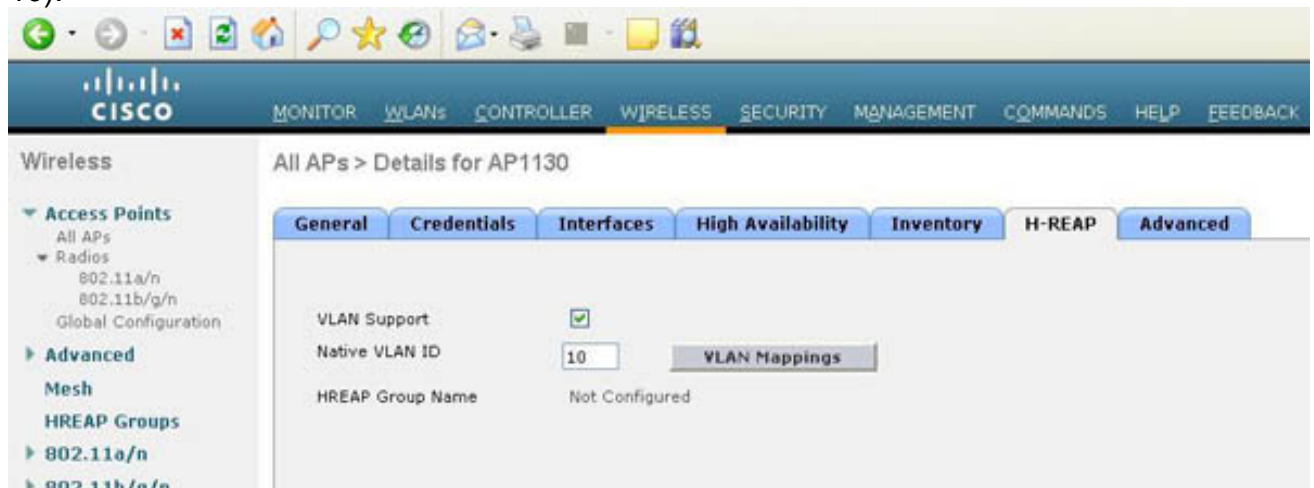 CISCO
MONITOR WLANs CONTROLLER WIRELESS SECURITY MANAGEMENT COMMANDS HELP FEEDBACK
Wireless
All APs > Details for AP1130
General Credentials Interfaces High Availability Inventory H-REAP Advanced
Access Points
All APs
Radios
802.11a/n
802.11b/g/n
Global Configuration
Advanced
Mesh
HREAP Groups
802.11a/n
802.11b/g/n
VLAN Support
Native VLAN ID 10 VLAN Mappings
HREAP Group Name Not Configured